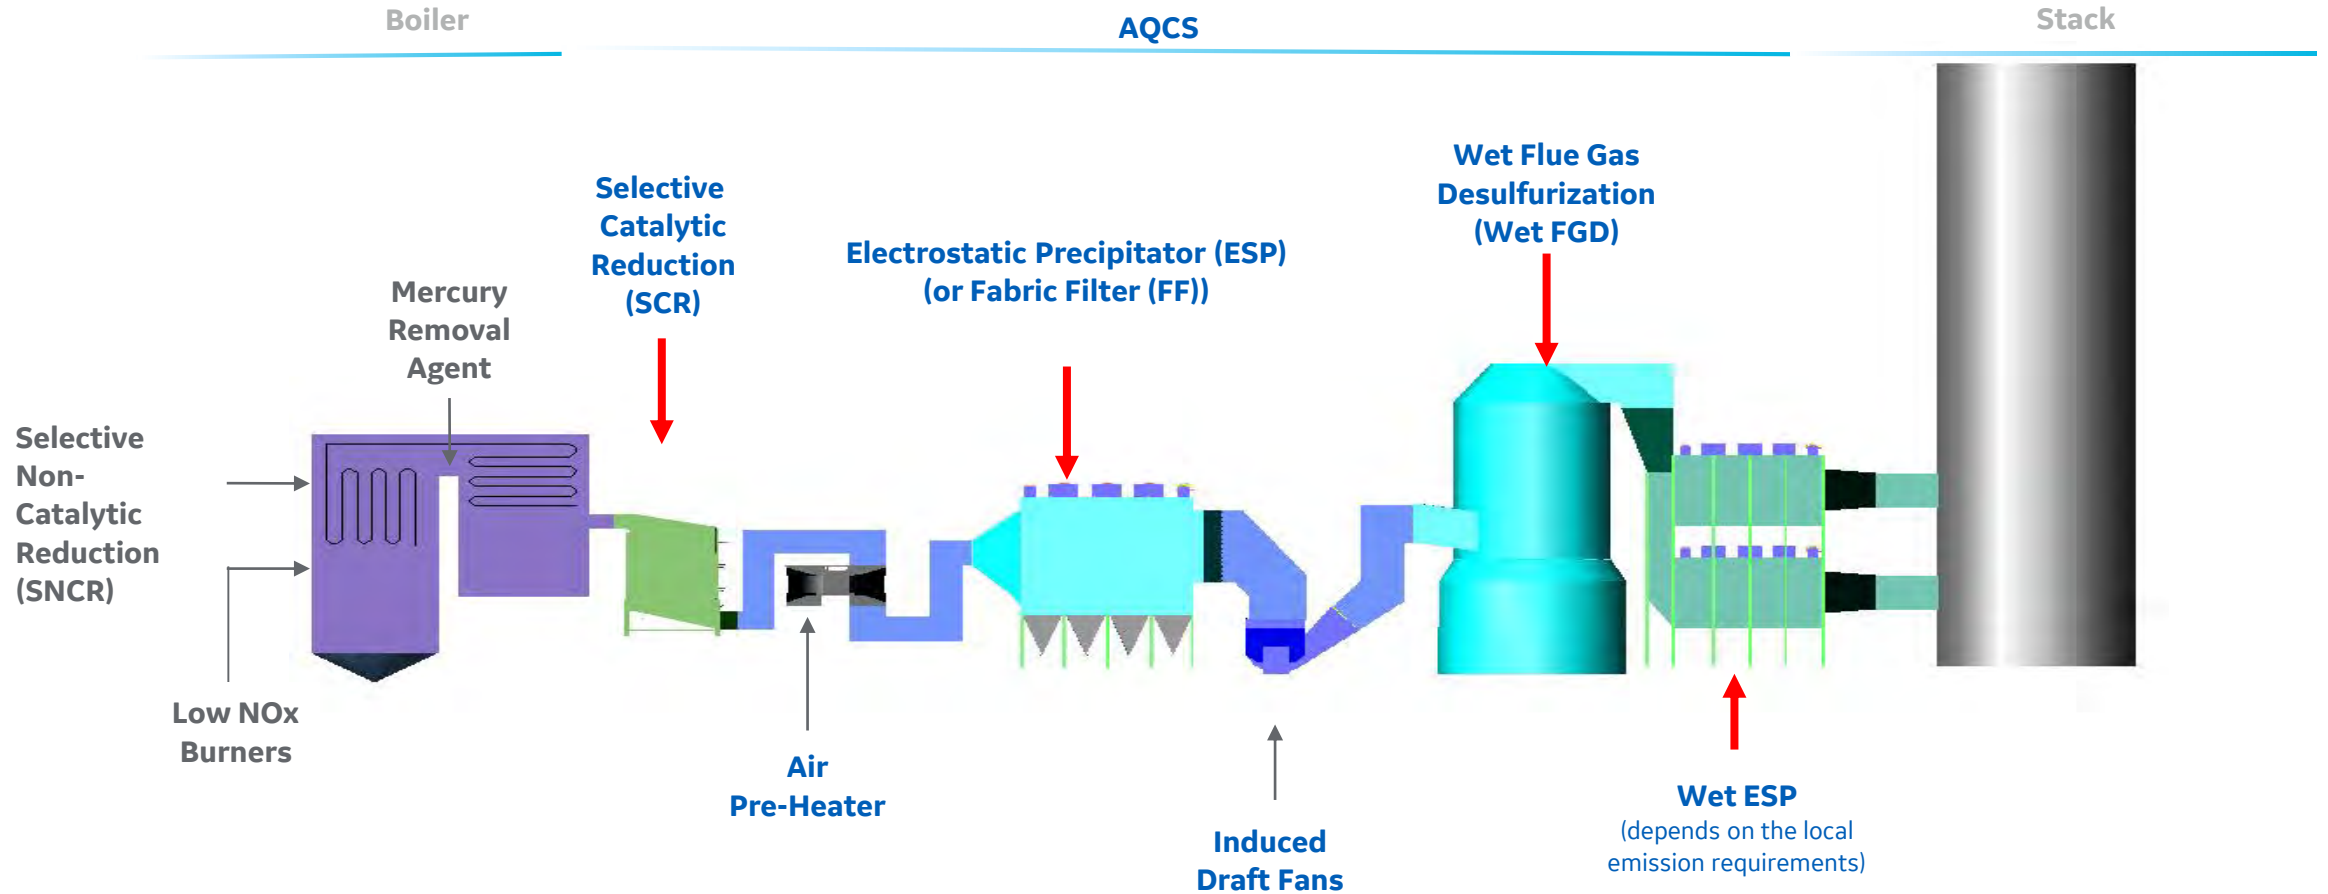 Boiler
AQCS
Stack
Wet Flue Gas
Desulfurization
(Wet FGD)
Selective
Catalytic
Reduction
(SCR)
Electrostatic Precipitator (ESP)
(or Fabric Filter (FF))
Mercury
Removal
Agent
Selective
Non-
Catalytic
Reduction
(SNCR)
Low NOx
Burners
Air
Pre-Heater
Induced
Draft Fans
Wet ESP
(depends on the local
emission requirements)